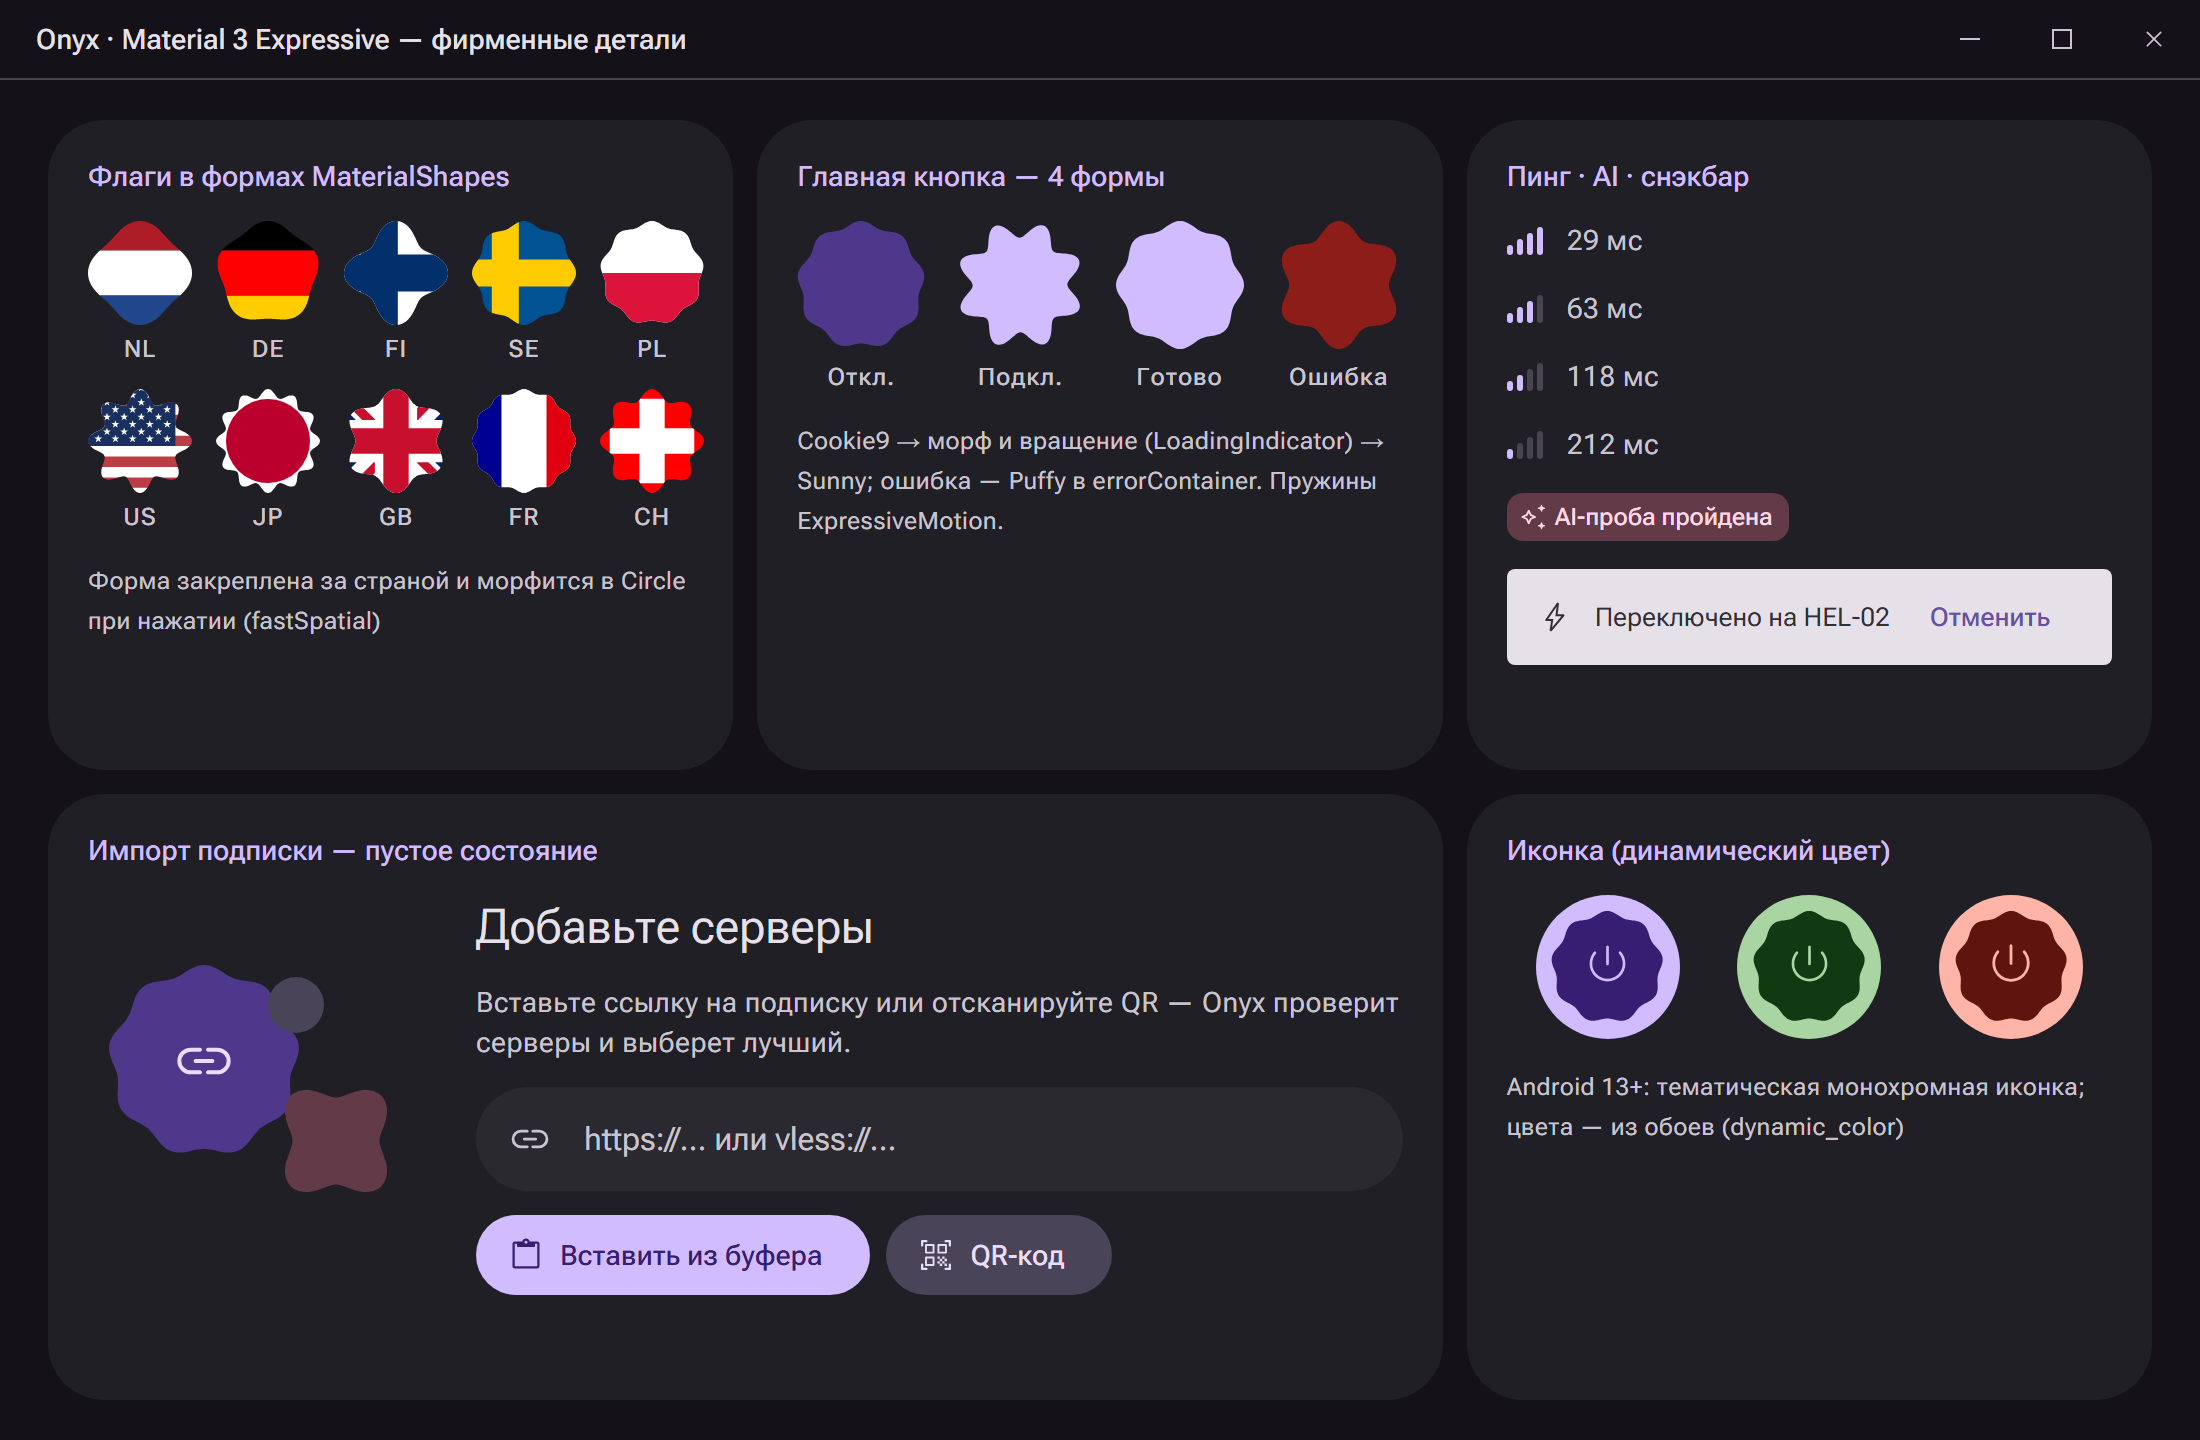 Onyx · Material 3 Expressive — фирменные детали
Флаги в формах MaterialShapes
NL DE FI SE PL
US JP GB FR CH
Форма закреплена за страной и морфится в Circle
при нажатии (fastSpatial)
Главная кнопка — 4 формы
Откл. Подкл. Готово Ошибка
Cookie9 → морф и вращение (LoadingIndicator) →
Sunny; ошибка — Puffy в errorContainer. Пружины
ExpressiveMotion.
Пинг · AI · снэкбар
29 мс
63 мс
118 мс
212 мс
AI-проба пройдена
Переключено на HEL-02 Отменить
Импорт подписки — пустое состояние
Добавьте серверы
Вставьте ссылку на подписку или отсканируйте QR — Onyx проверит
серверы и выберет лучший.
https://... или vless://...
Вставить из буфера QR-код
Иконка (динамический цвет)
Android 13+: тематическая монохромная иконка;
цвета — из обоев (dynamic_color)